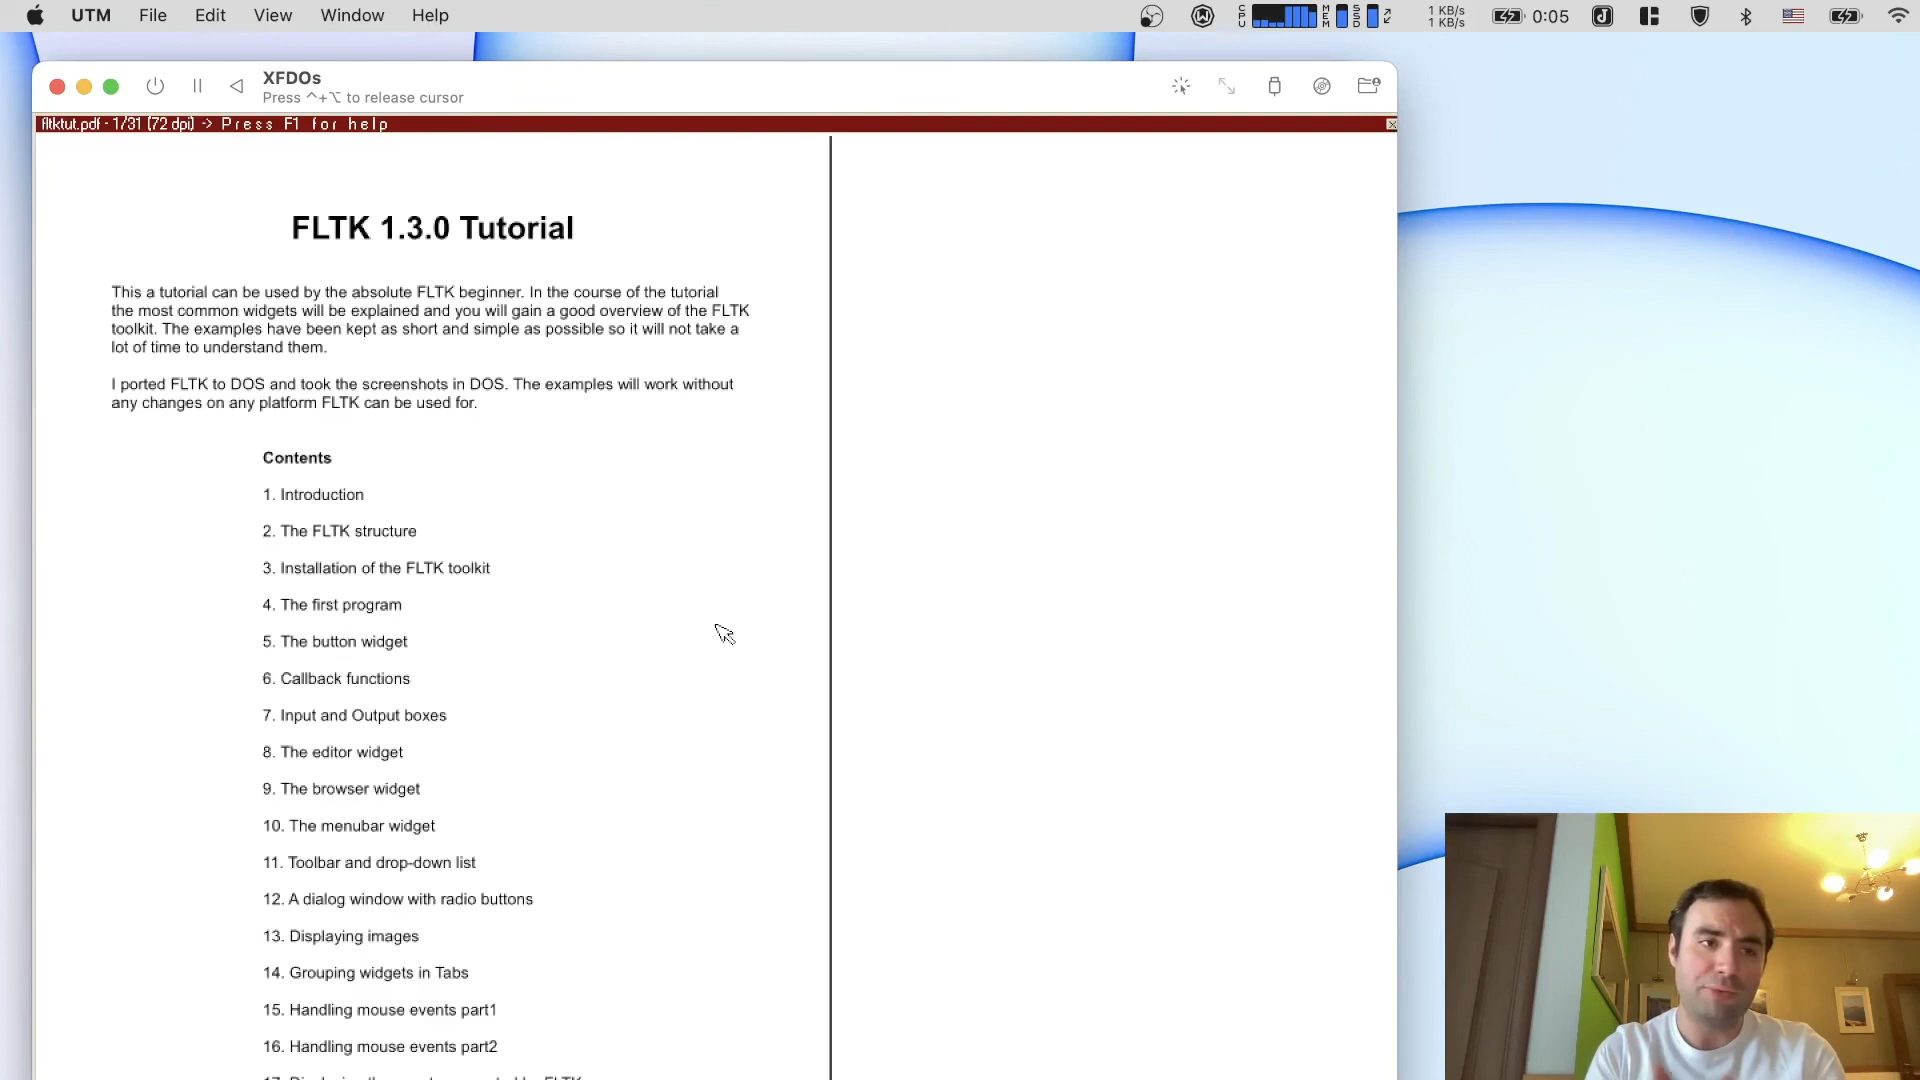 UTM File Edit View Window Help
CPU MEM SSD 1 KB/s 1 KB/s 0:05
XFDOs
Press ^+⌥ to release cursor
fltktut.pdf - 1/31 (72 dpi) -> Press F1 for help
FLTK 1.3.0 Tutorial
This a tutorial can be used by the absolute FLTK beginner. In the course of the tutorial
the most common widgets will be explained and you will gain a good overview of the FLTK
toolkit. The examples have been kept as short and simple as possible so it will not take a
lot of time to understand them.
I ported FLTK to DOS and took the screenshots in DOS. The examples will work without
any changes on any platform FLTK can be used for.
Contents
1. Introduction
2. The FLTK structure
3. Installation of the FLTK toolkit
4. The first program
5. The button widget
6. Callback functions
7. Input and Output boxes
8. The editor widget
9. The browser widget
10. The menubar widget
11. Toolbar and drop-down list
12. A dialog window with radio buttons
13. Displaying images
14. Grouping widgets in Tabs
15. Handling mouse events part1
16. Handling mouse events part2